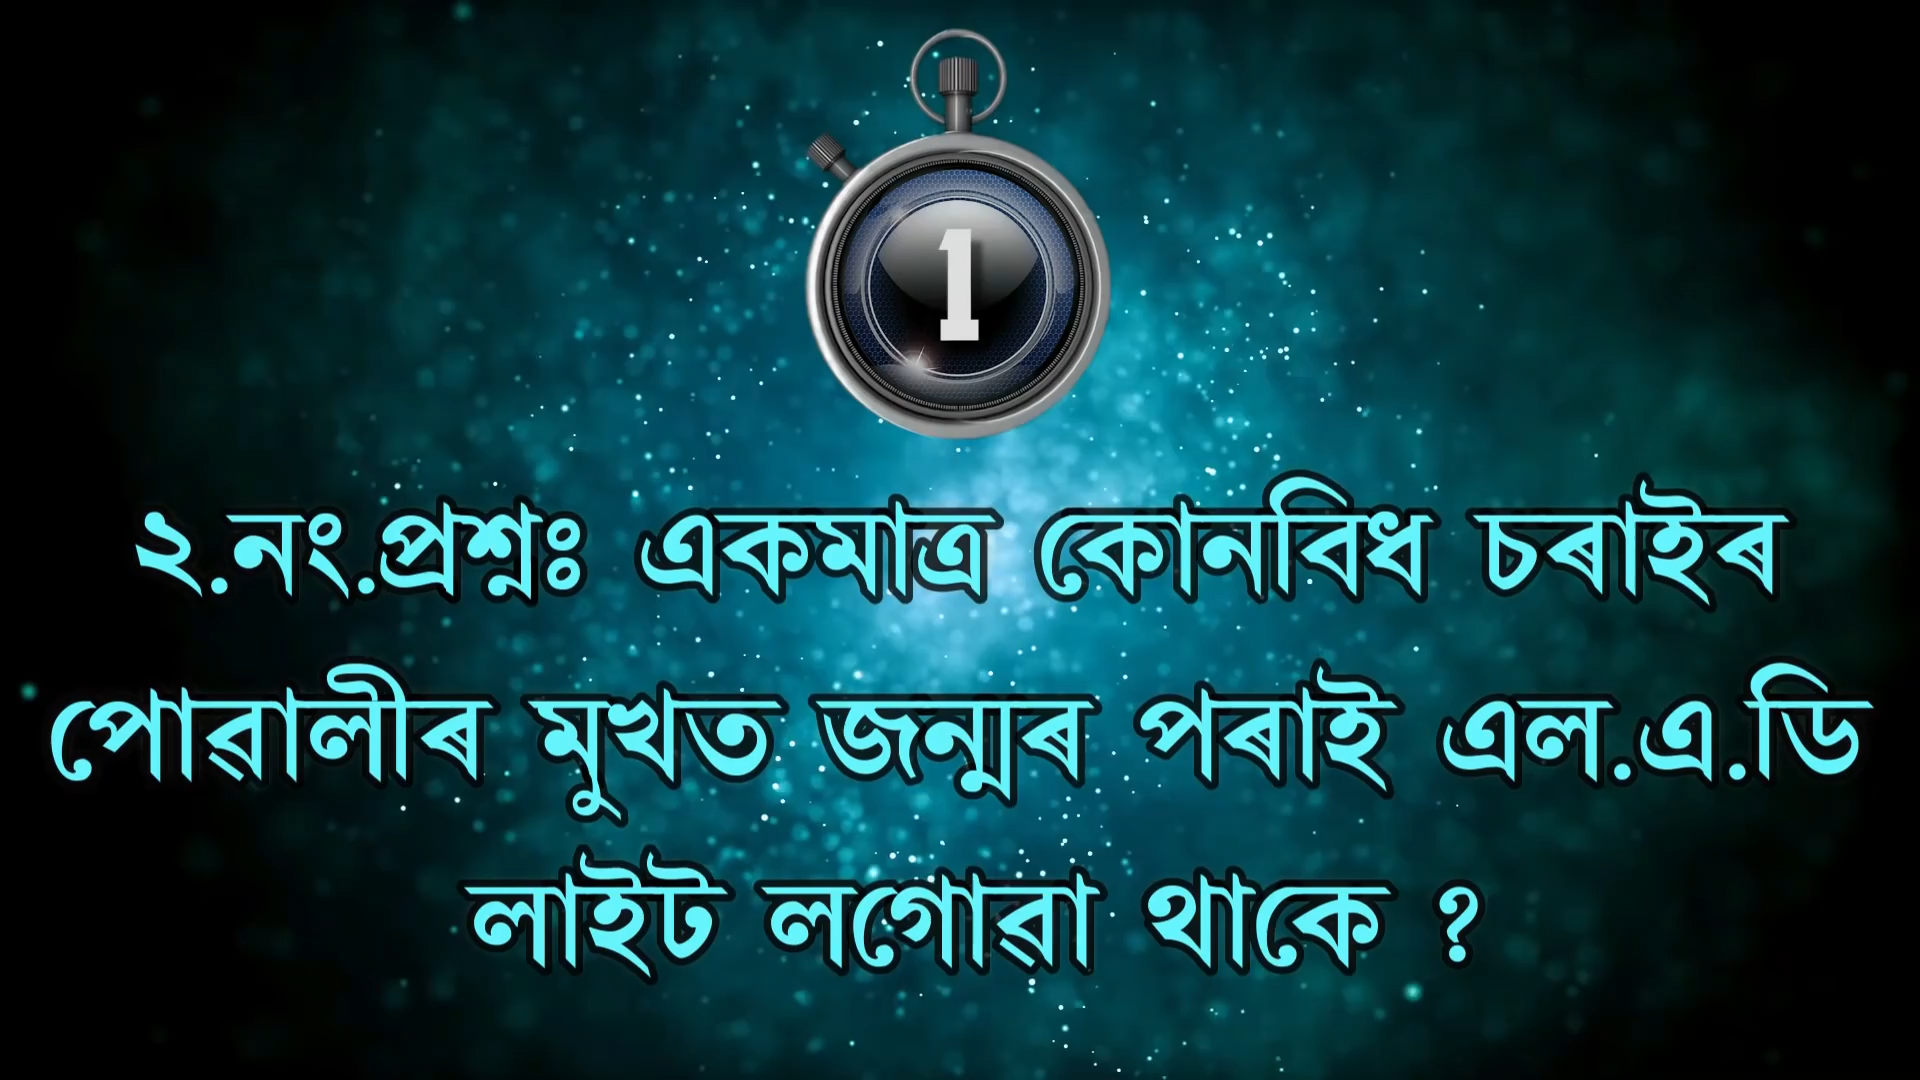 1
২.নং.প্ৰশ্নঃ একমাত্ৰ কোনবিধ চৰাইৰ
পোৱালীৰ মুখত জন্মৰ পৰাই এল.এ.ডি
লাইট লগোৱা থাকে ?